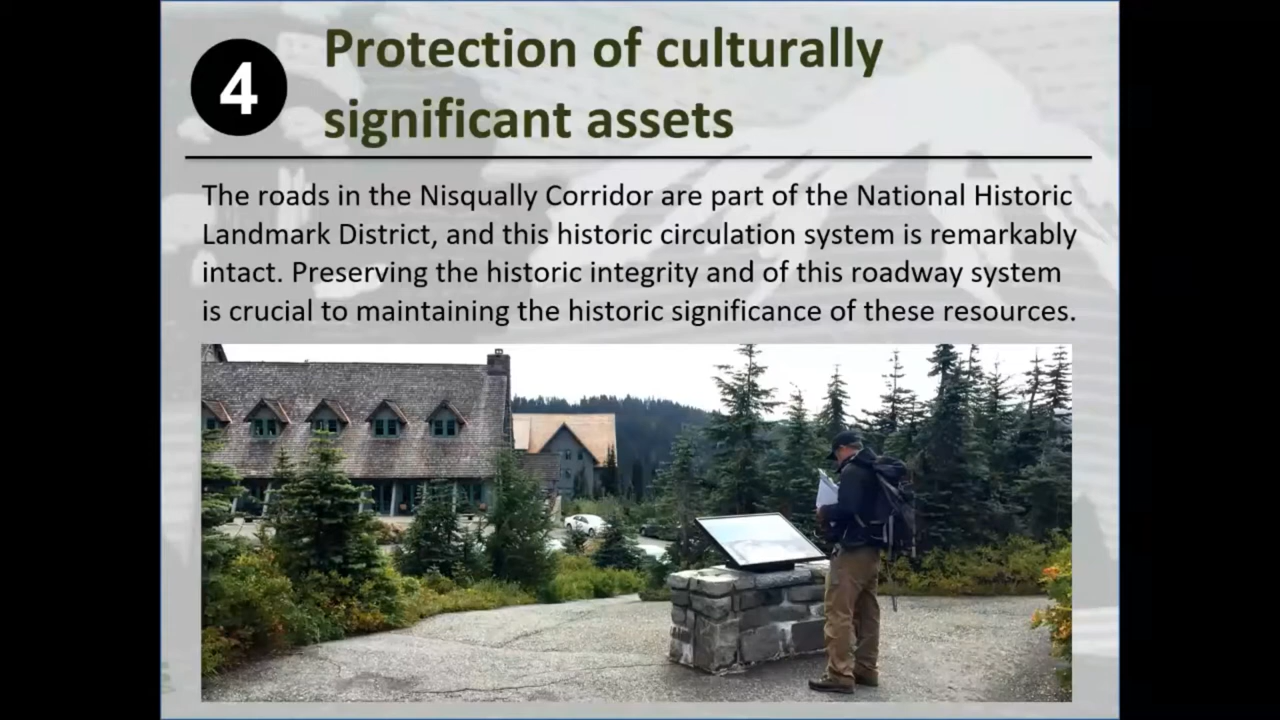 4
Protection of culturally
significant assets
The roads in the Nisqually Corridor are part of the National Historic
Landmark District, and this historic circulation system is remarkably
intact. Preserving the historic integrity and of this roadway system
is crucial to maintaining the historic significance of these resources.